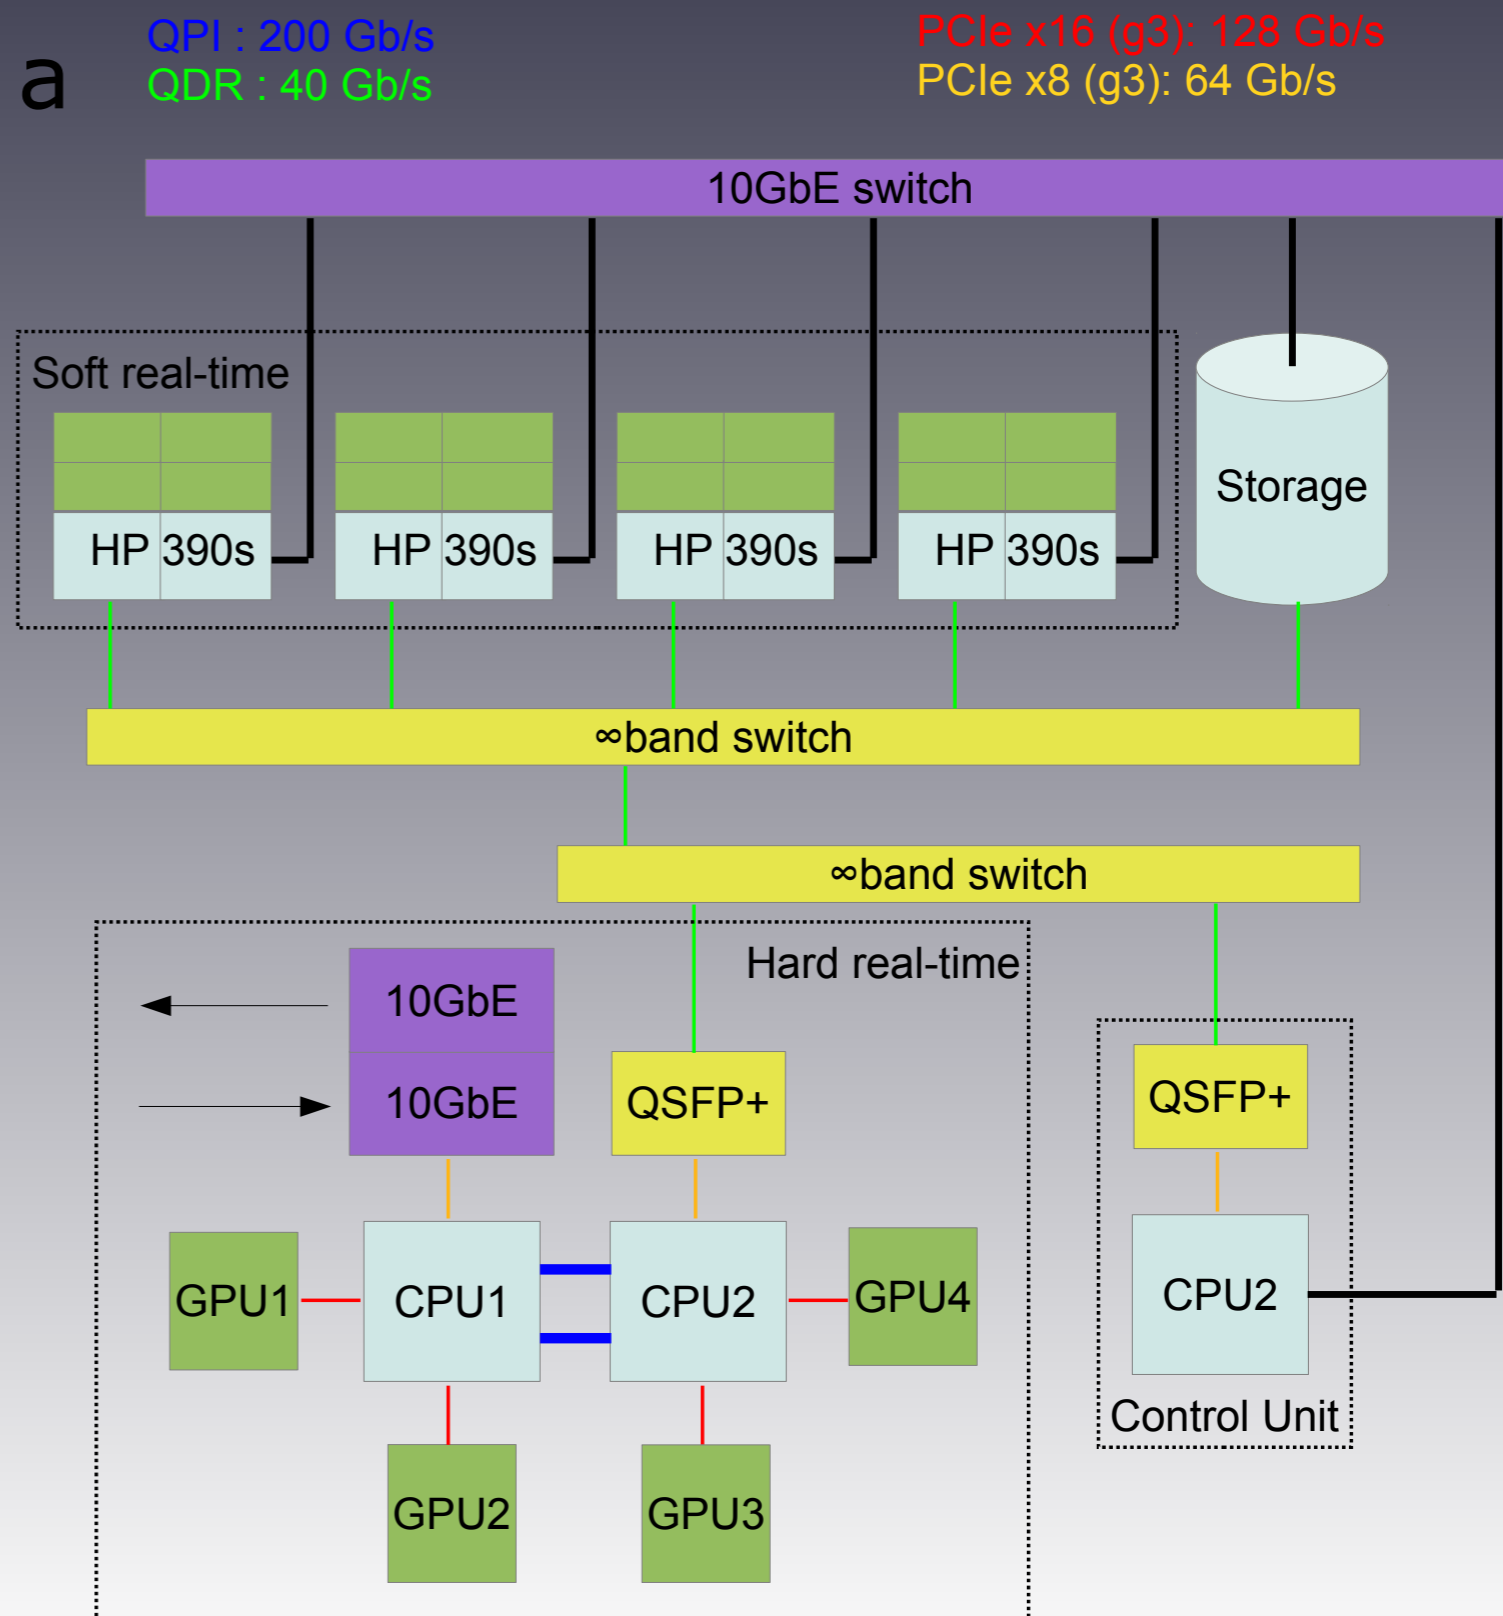 a
QPI : 200 Gb/s
QDR : 40 Gb/s
PCIe x16 (g3): 128 Gb/s
PCIe x8 (g3): 64 Gb/s
10GbE switch
Soft real-time
HP 390s
HP 390s
HP 390s
HP 390s
Storage
∞band switch
∞band switch
Hard real-time
10GbE
10GbE
QSFP+
QSFP+
GPU1
CPU1
CPU2
GPU4
CPU2
Control Unit
GPU2
GPU3